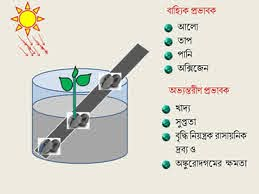 বাহ্যিক প্রভাবক
আলো
তাপ
পানি
অক্সিজেন
অভ্যন্তরীণ প্রভাবক
খাদ্য
সুপ্ততা
বৃদ্ধি নিয়ন্ত্রক রাসায়নিক
দ্রব্য ও
অঙ্কুরোদগমের ক্ষমতা